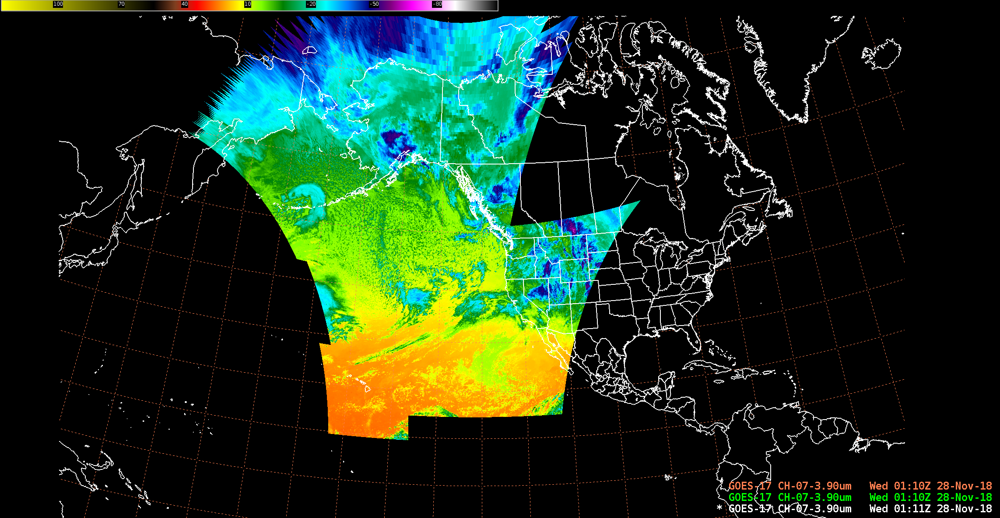 100 70 40 10 -20 -50 -80
GOES-17 CH-07-3.90um Wed 01:10Z 28-Nov-18
GOES-17 CH-07-3.90um Wed 01:10Z 28-Nov-18
* GOES-17 CH-07-3.90um Wed 01:11Z 28-Nov-18